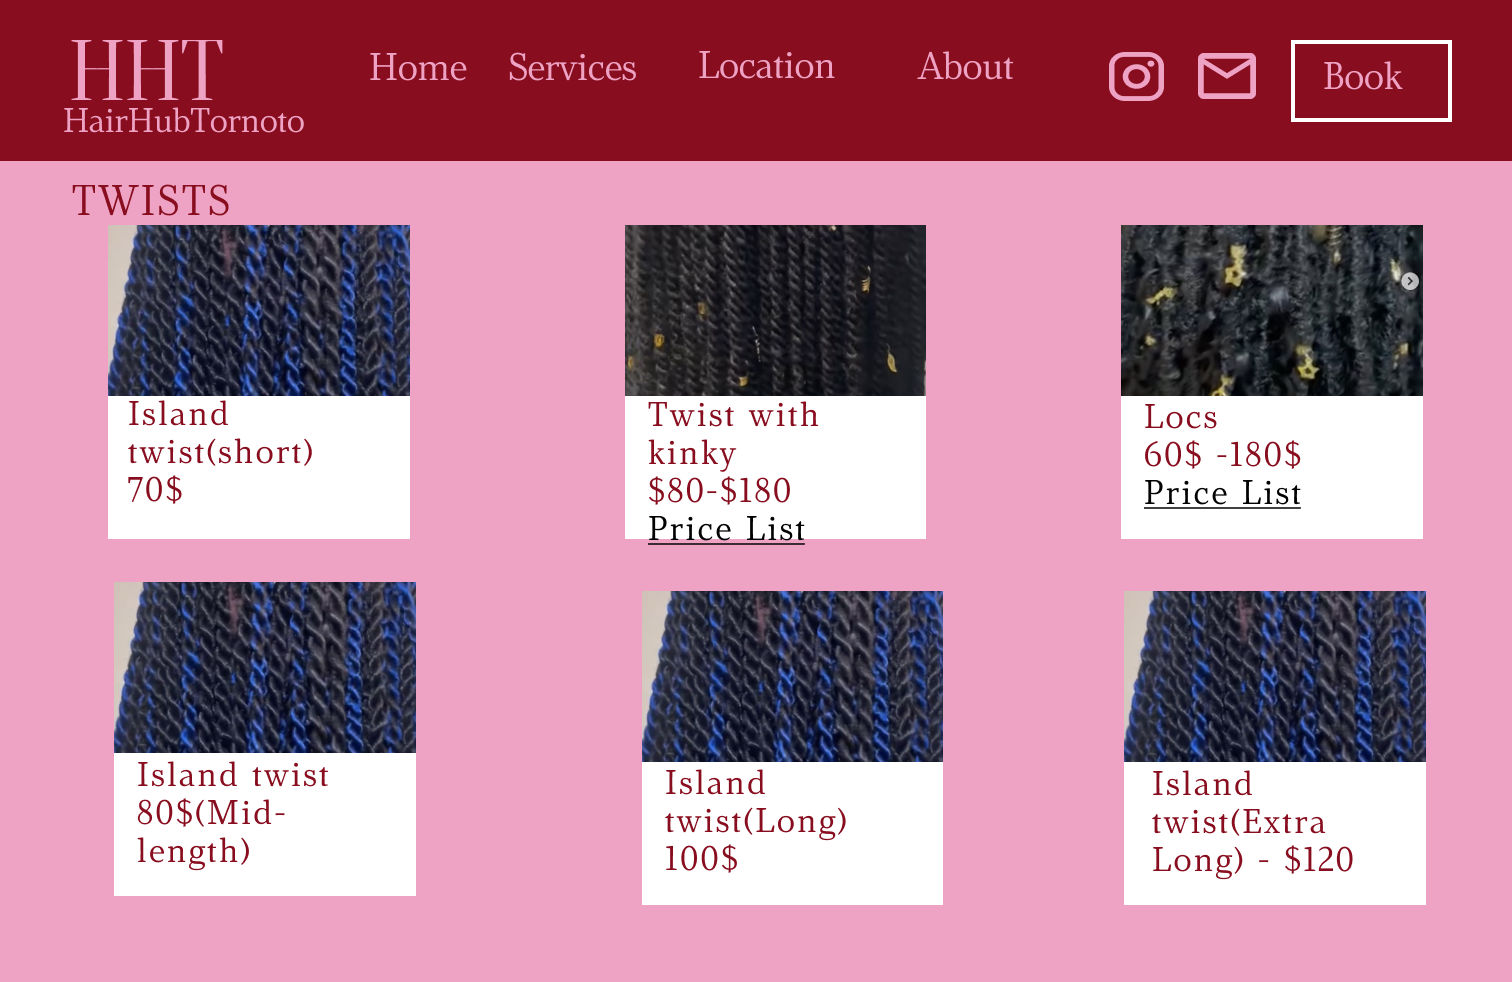 HHT
HairHubTornoto
Home Services Location About Book
TWISTS
Island
twist(short)
70$
Twist with
kinky
$80-$180
Price List
Locs
60$ -180$
Price List
Island twist
80$(Mid-
length)
Island
twist(Long)
100$
Island
twist(Extra
Long) - $120